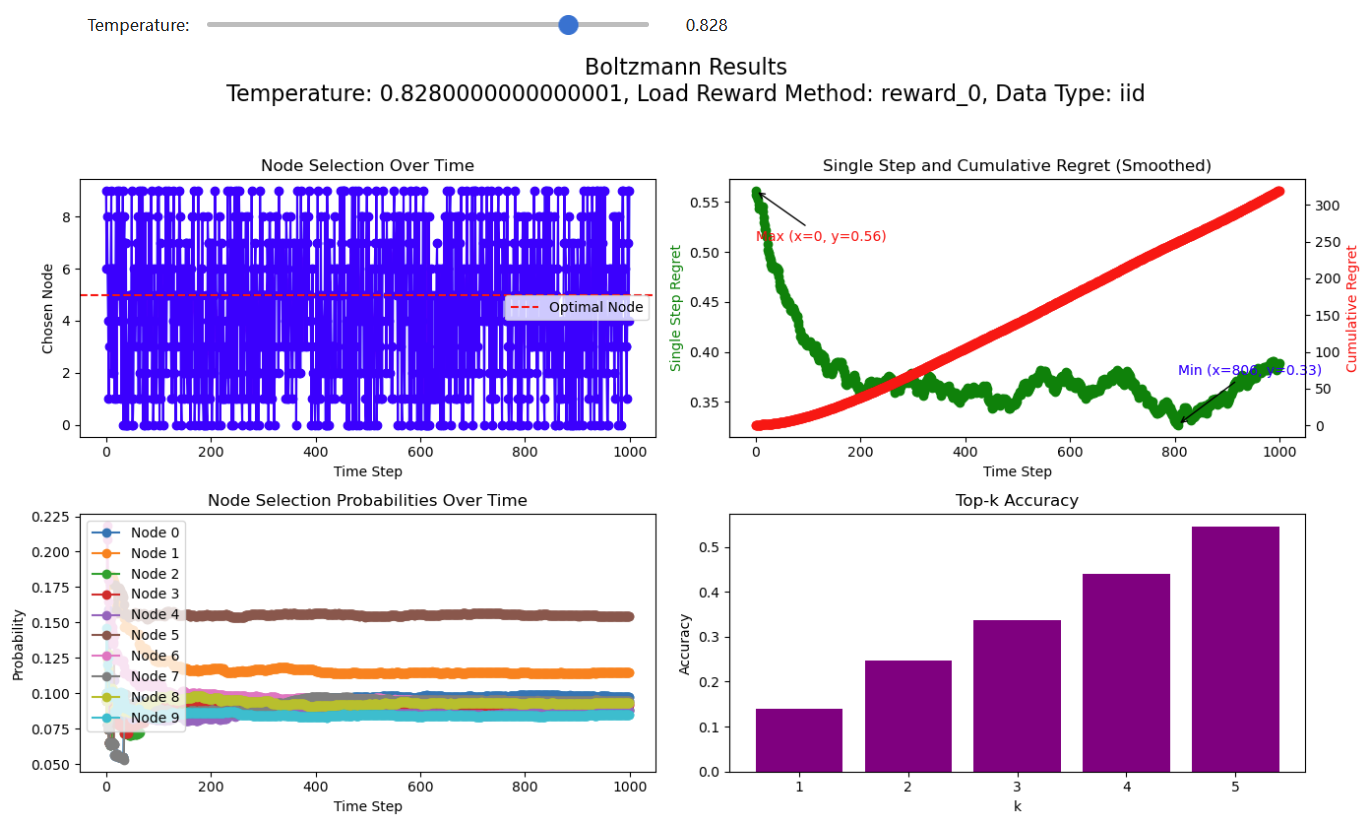 Temperature: 0.828
Boltzmann Results
Temperature: 0.8280000000000001, Load Reward Method: reward_0, Data Type: iid
Node Selection Over Time
Chosen Node
8
6
4
2
0
Optimal Node
0 200 400 600 800 1000
Time Step
Single Step and Cumulative Regret (Smoothed)
Single Step Regret
0.55
0.50
0.45
0.40
0.35
Max (x=0, y=0.56)
Min (x=806, y=0.33)
300
250
200
150
100
50
0
Cumulative Regret
0 200 400 600 800 1000
Time Step
Node Selection Probabilities Over Time
Probability
0.225
0.200
0.175
0.150
0.125
0.100
0.075
0.050
Node 0
Node 1
Node 2
Node 3
Node 4
Node 5
Node 6
Node 7
Node 8
Node 9
0 200 400 600 800 1000
Time Step
Top-k Accuracy
Accuracy
0.5
0.4
0.3
0.2
0.1
0.0
1 2 3 4 5
k